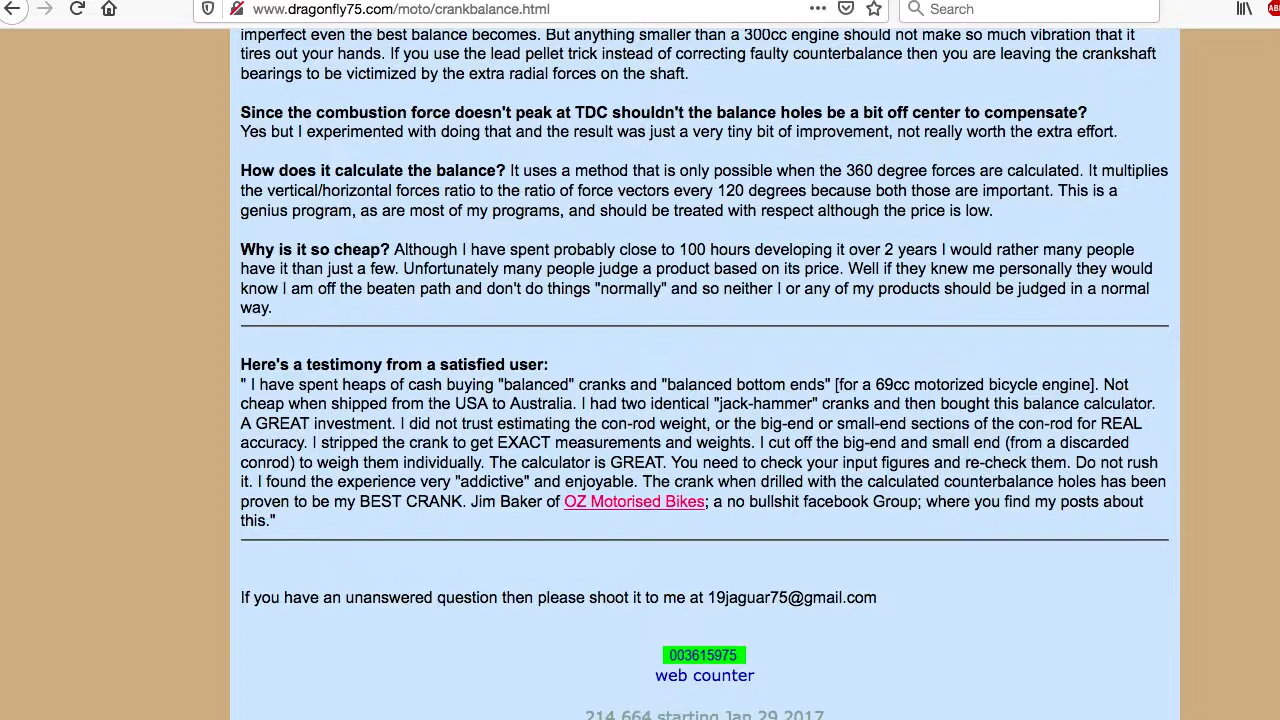 www.dragonfly75.com/moto/crankbalance.html
Search
imperfect even the best balance becomes. But anything smaller than a 300cc engine should not make so much vibration that it
tires out your hands. If you use the lead pellet trick instead of correcting faulty counterbalance then you are leaving the crankshaft
bearings to be victimized by the extra radial forces on the shaft.
Since the combustion force doesn't peak at TDC shouldn't the balance holes be a bit off center to compensate?
Yes but I experimented with doing that and the result was just a very tiny bit of improvement, not really worth the extra effort.
How does it calculate the balance? It uses a method that is only possible when the 360 degree forces are calculated. It multiplies
the vertical/horizontal forces ratio to the ratio of force vectors every 120 degrees because both those are important. This is a
genius program, as are most of my programs, and should be treated with respect although the price is low.
Why is it so cheap? Although I have spent probably close to 100 hours developing it over 2 years I would rather many people
have it than just a few. Unfortunately many people judge a product based on its price. Well if they knew me personally they would
know I am off the beaten path and don't do things "normally" and so neither I or any of my products should be judged in a normal
way.
Here's a testimony from a satisfied user:
" I have spent heaps of cash buying "balanced" cranks and "balanced bottom ends" [for a 69cc motorized bicycle engine]. Not
cheap when shipped from the USA to Australia. I had two identical "jack-hammer" cranks and then bought this balance calculator.
A GREAT investment. I did not trust estimating the con-rod weight, or the big-end or small-end sections of the con-rod for REAL
accuracy. I stripped the crank to get EXACT measurements and weights. I cut off the big-end and small end (from a discarded
conrod) to weigh them individually. The calculator is GREAT. You need to check your input figures and re-check them. Do not rush
it. I found the experience very "addictive" and enjoyable. The crank when drilled with the calculated counterbalance holes has been
proven to be my BEST CRANK. Jim Baker of OZ Motorised Bikes; a no bullshit facebook Group; where you find my posts about
this."
If you have an unanswered question then please shoot it to me at 19jaguar75@gmail.com
003615975
web counter
214,664 starting Jan 29 2017